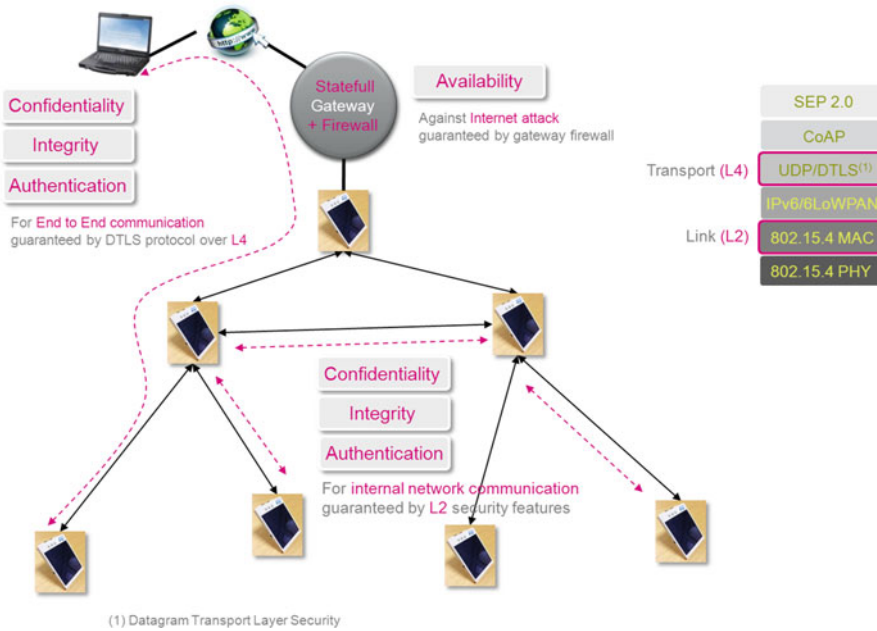 http://ww
Statefull
Gateway
+ Firewall
Availability
Against Internet attack
guaranteed by gateway firewall
Confidentiality
Integrity
Authentication
For End to End communication
guaranteed by DTLS protocol over L4
SEP 2.0
CoAP
Transport (L4)
UDP/DTLS(1)
IPv6/6LoWPAN
Link (L2)
802.15.4 MAC
802.15.4 PHY
Confidentiality
Integrity
Authentication
For internal network communication
guaranteed by L2 security features
(1) Datagram Transport Layer Security